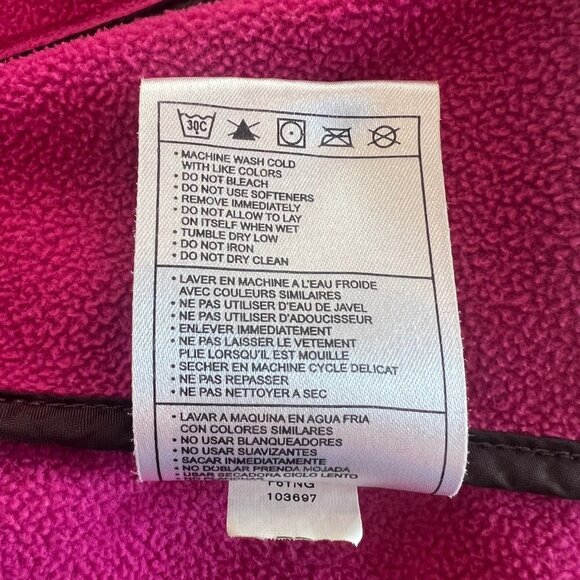 30C
• MACHINE WASH COLD
WITH LIKE COLORS
• DO NOT BLEACH
• DO NOT USE SOFTENERS
• REMOVE IMMEDIATELY
• DO NOT ALLOW TO LAY
ON ITSELF WHEN WET
• TUMBLE DRY LOW
• DO NOT IRON
• DO NOT DRY CLEAN
• LAVER EN MACHINE A L'EAU FROIDE
AVEC COULEURS SIMILAIRES
• NE PAS UTILISER D'EAU DE JAVEL
• NE PAS UTILISER D'ADOUCISSEUR
• ENLEVER IMMEDIATEMENT
• NE PAS LAISSER LE VETEMENT
PLIE LORSQU'IL EST MOUILLE
• SECHER EN MACHINE CYCLE DELICAT
• NE PAS REPASSER
• NE PAS NETTOYER A SEC
• LAVAR A MAQUINA EN AGUA FRIA
CON COLORES SIMILARES
• NO USAR BLANQUEADORES
• NO USAR SUAVIZANTES
• SACAR INMEDIATAMENTE
• NO DOBLAR PRENDA MOJADA
• USAR SECADORA CICLO LENTO
103697